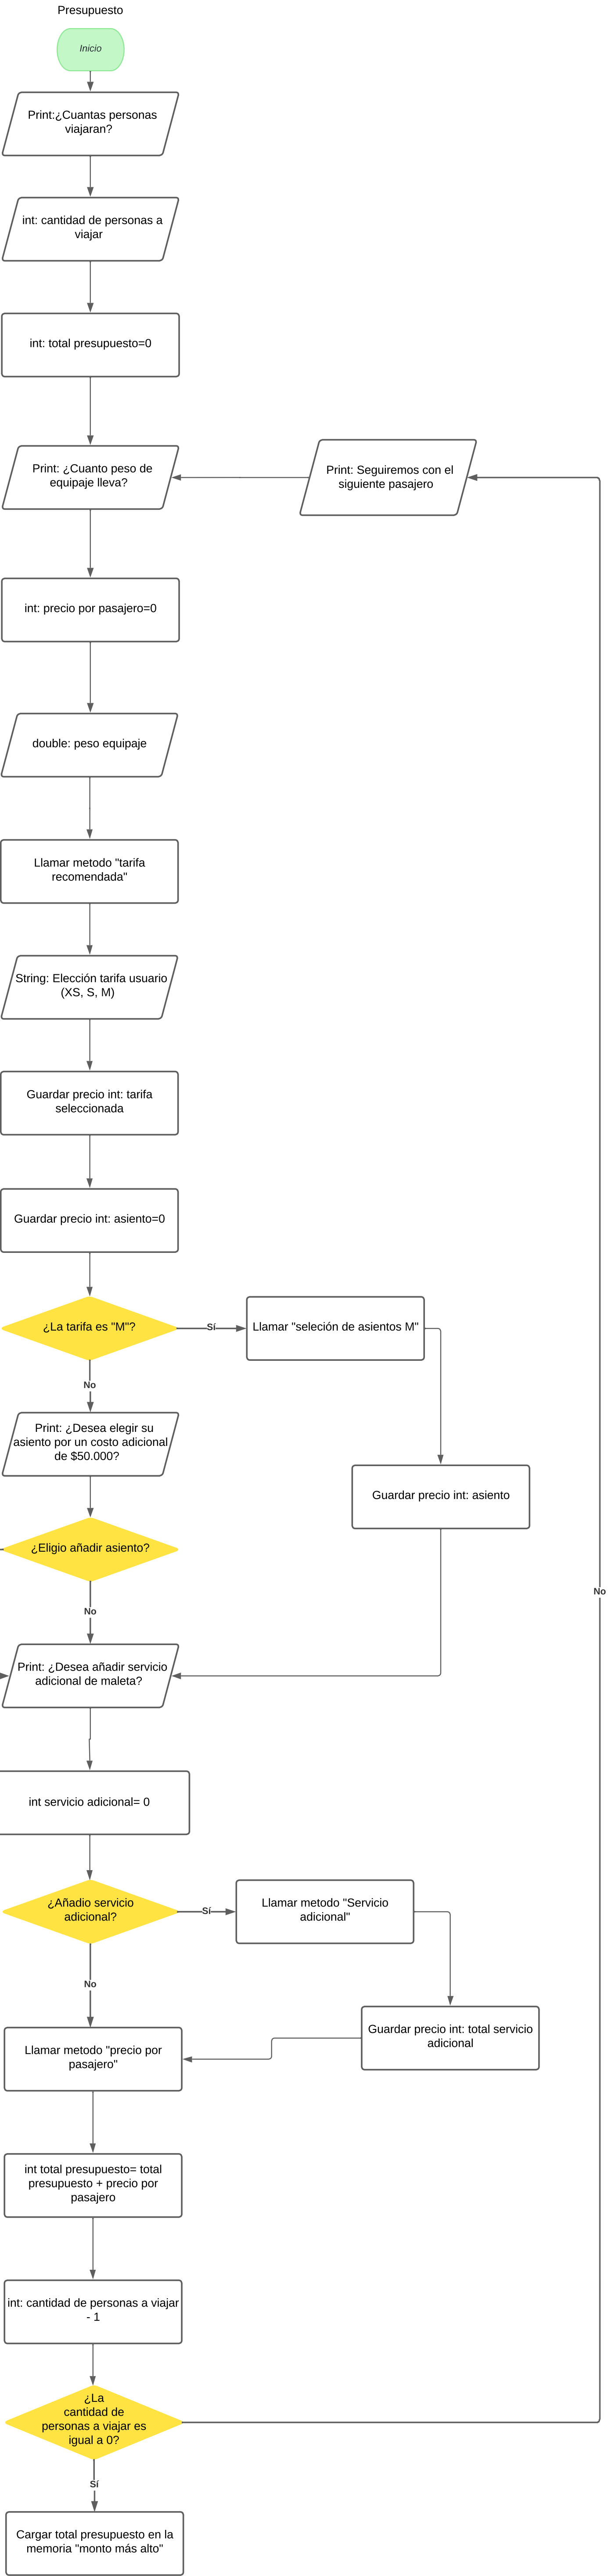 Presupuesto
Inicio
Print:¿Cuantas personas
viajaran?
int: cantidad de personas a
viajar
int: total presupuesto=0
Print: ¿Cuanto peso de
equipaje lleva?
Print: Seguiremos con el
siguiente pasajero
int: precio por pasajero=0
double: peso equipaje
Llamar metodo "tarifa
recomendada"
String: Elección tarifa usuario
(XS, S, M)
Guardar precio int: tarifa
seleccionada
Guardar precio int: asiento=0
¿La tarifa es "M"?
Sí
Llamar "seleción de asientos M"
No
Print: ¿Desea elegir su
asiento por un costo adicional
de $50.000?
Guardar precio int: asiento
¿Eligio añadir asiento?
No
No
Print: ¿Desea añadir servicio
adicional de maleta?
int servicio adicional= 0
¿Añadio servicio
adicional?
Sí
Llamar metodo "Servicio
adicional"
No
Guardar precio int: total servicio
adicional
Llamar metodo "precio por
pasajero"
int total presupuesto= total
presupuesto + precio por
pasajero
int: cantidad de personas a viajar
- 1
¿La
cantidad de
personas a viajar es
igual a 0?
Sí
Cargar total presupuesto en la
memoria "monto más alto"